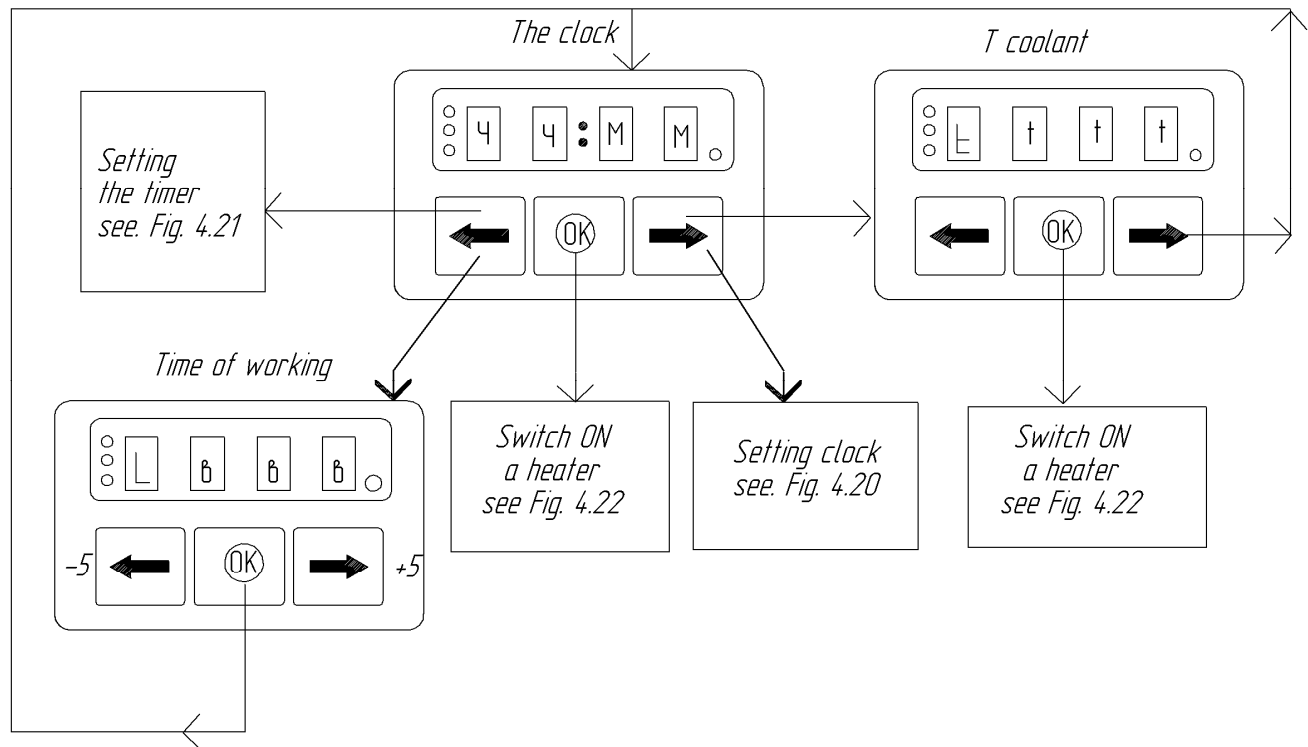 The clock
T coolant
Ч Ч : М М
t t t t
Setting
the timer
see. Fig. 4.21
OK
OK
Time of working
L в в в
Switch ON
a heater
see Fig. 4.22
Setting clock
see. Fig. 4.20
Switch ON
a heater
see Fig. 4.22
-5
OK
+5